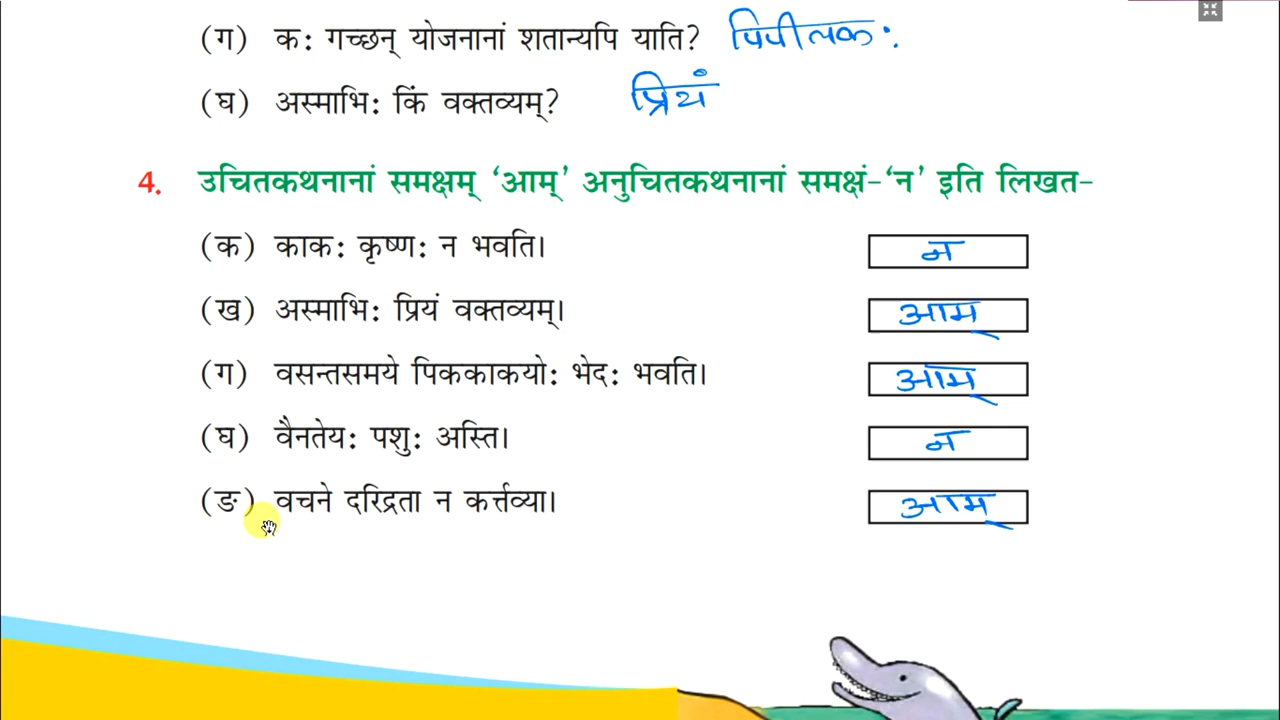 (ग) कः गच्छन् योजनानां शतान्यपि याति? पिपीलकः
(घ) अस्माभिः किं वक्तव्यम्? प्रियं
4. उचितकथनानां समक्षम् ‘आम्’ अनुचितकथनानां समक्षं-‘न’ इति लिखत-
(क) काकः कृष्णः न भवति। न
(ख) अस्माभिः प्रियं वक्तव्यम्। आम्
(ग) वसन्तसमये पिककाकयोः भेदः भवति। आम्
(घ) वैनतेयः पशुः अस्ति। न
(ङ) वचने दरिद्रता न कर्त्तव्या। आम्